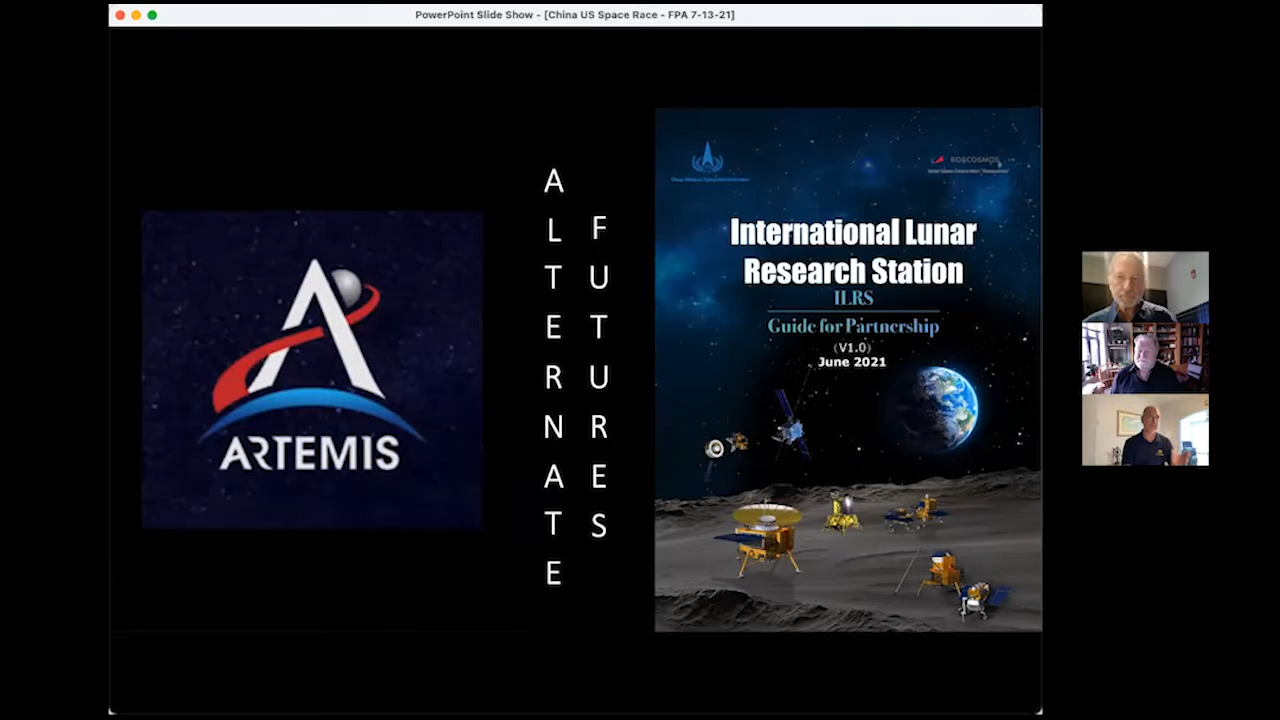 PowerPoint Slide Show - [China US Space Race - FPA 7-13-21]
ARTEMIS
ALTERNATE
FUTURES
ROSCOSMOS
International Lunar
Research Station
ILRS
Guide for Partnership
(V1.0)
June 2021